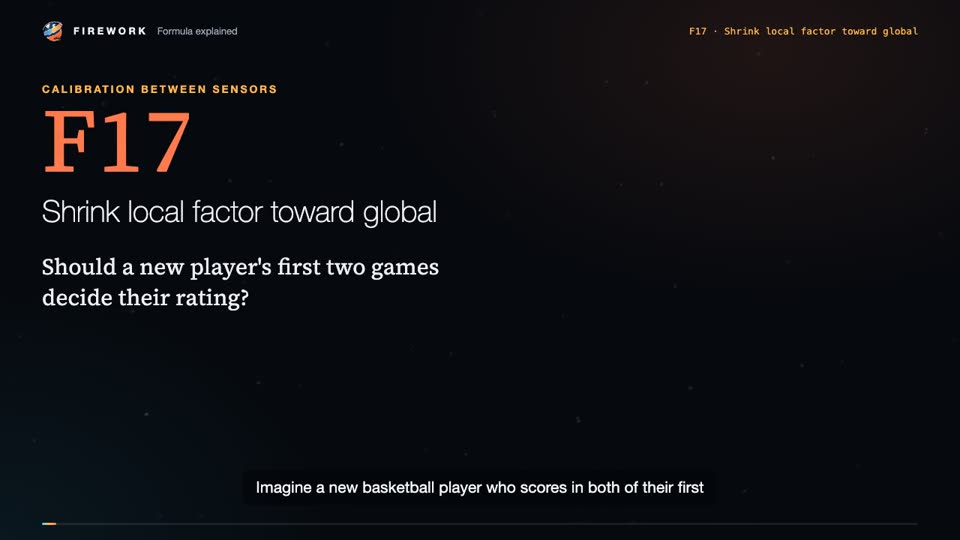 FIREWORK Formula explained
F17 · Shrink local factor toward global
CALIBRATION BETWEEN SENSORS
F17
Shrink local factor toward global
Should a new player's first two games
decide their rating?
Imagine a new basketball player who scores in both of their first